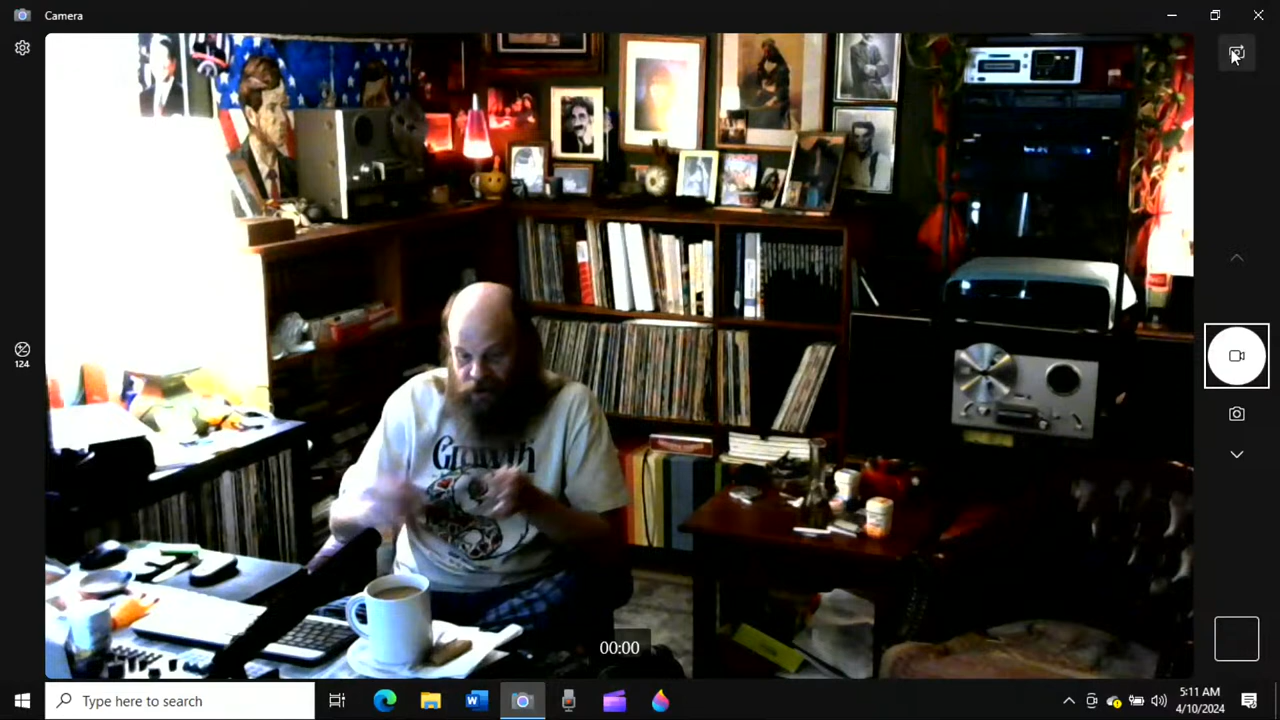 Camera
124
Growth
00:00
Type here to search
5:11 AM
4/10/2024